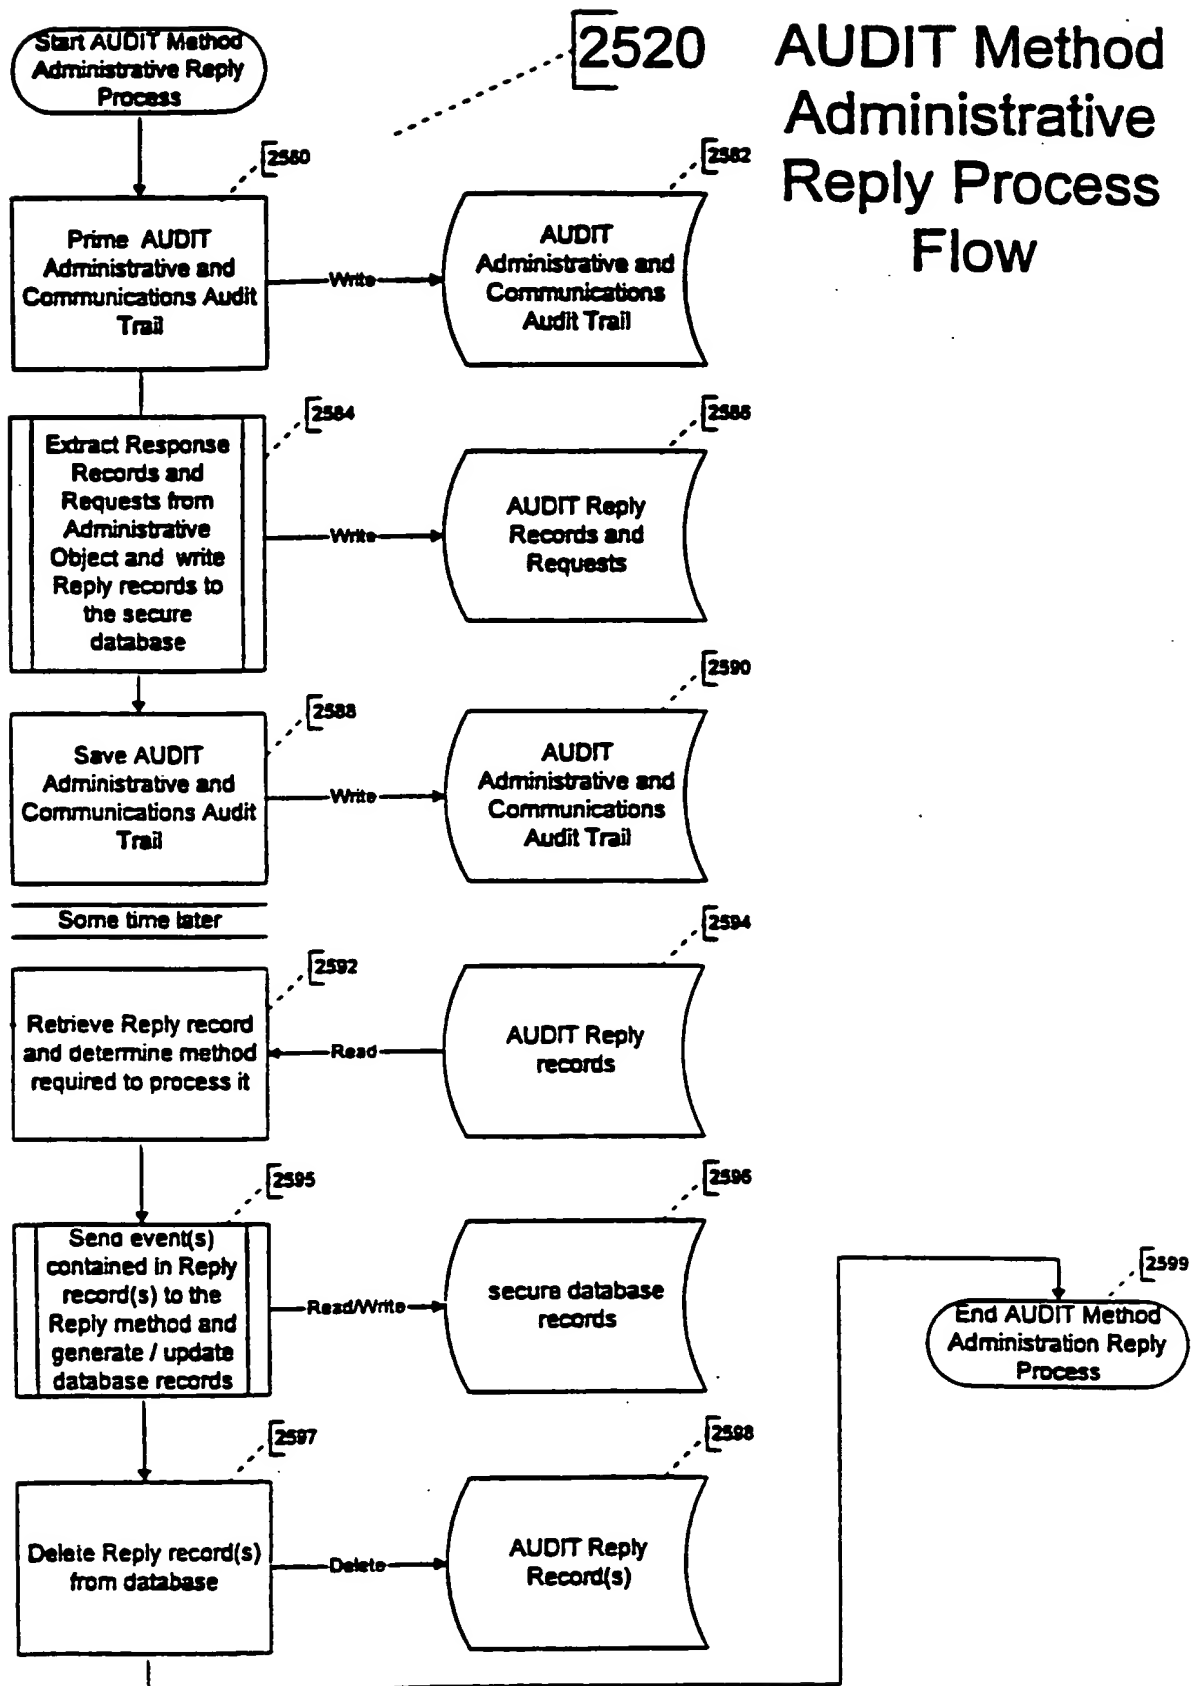 2520
AUDIT Method
Administrative
Reply Process
Flow
Start AUDIT Method
Administrative Reply
Process
2580
Prime AUDIT
Administrative and
Communications Audit
Trail
Write
2582
AUDIT
Administrative and
Communications
Audit Trail
2584
Extract Response
Records and
Requests from
Administrative
Object and write
Reply records to
the secure
database
Write
2586
AUDIT Reply
Records and
Requests
2588
Save AUDIT
Administrative and
Communications Audit
Trail
Write
2590
AUDIT
Administrative and
Communications
Audit Trail
Some time later
2592
Retrieve Reply record
and determine method
required to process it
Read
2594
AUDIT Reply
records
2595
Send event(s)
contained in Reply
record(s) to the
Reply method and
generate / update
database records
Read/Write
2596
secure database
records
2597
Delete Reply record(s)
from database
Delete
2598
AUDIT Reply
Record(s)
2599
End AUDIT Method
Administration Reply
Process